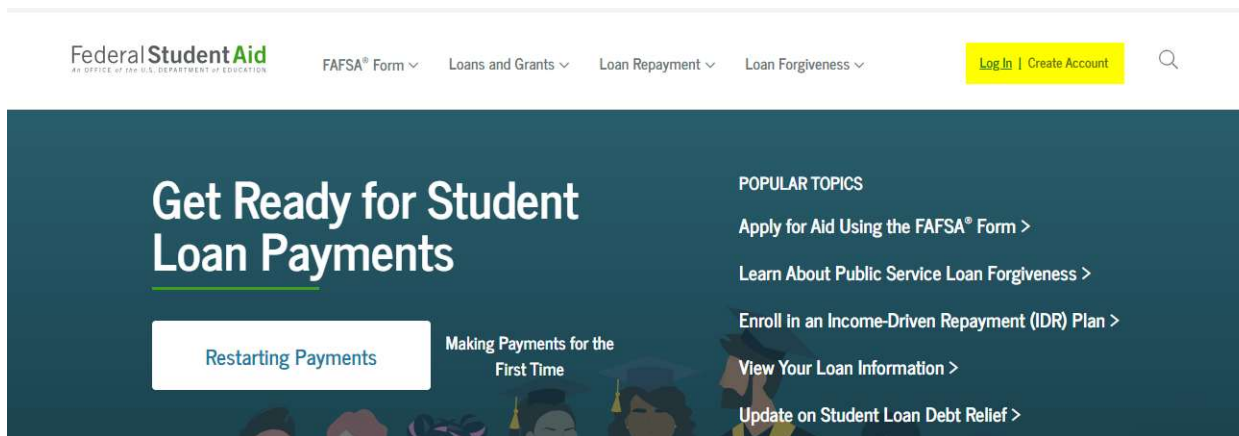 Federal Student Aid
An OFFICE of the U.S. DEPARTMENT of EDUCATION
FAFSA® Form
Loans and Grants
Loan Repayment
Loan Forgiveness
Log In | Create Account
Get Ready for Student
Loan Payments
Restarting Payments
Making Payments for the
First Time
POPULAR TOPICS
Apply for Aid Using the FAFSA® Form >
Learn About Public Service Loan Forgiveness >
Enroll in an Income-Driven Repayment (IDR) Plan >
View Your Loan Information >
Update on Student Loan Debt Relief >